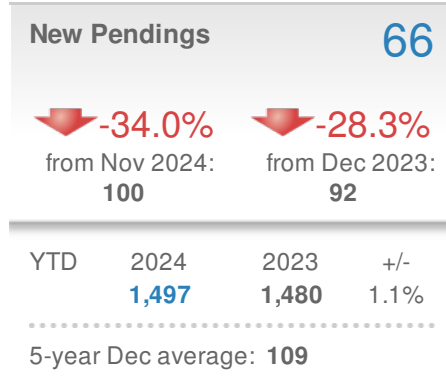 New Pendings 66
-34.0% -28.3%
from Nov 2024: from Dec 2023:
100 92
YTD 2024 2023 +/-
1,497 1,480 1.1%
5-year Dec average: 109